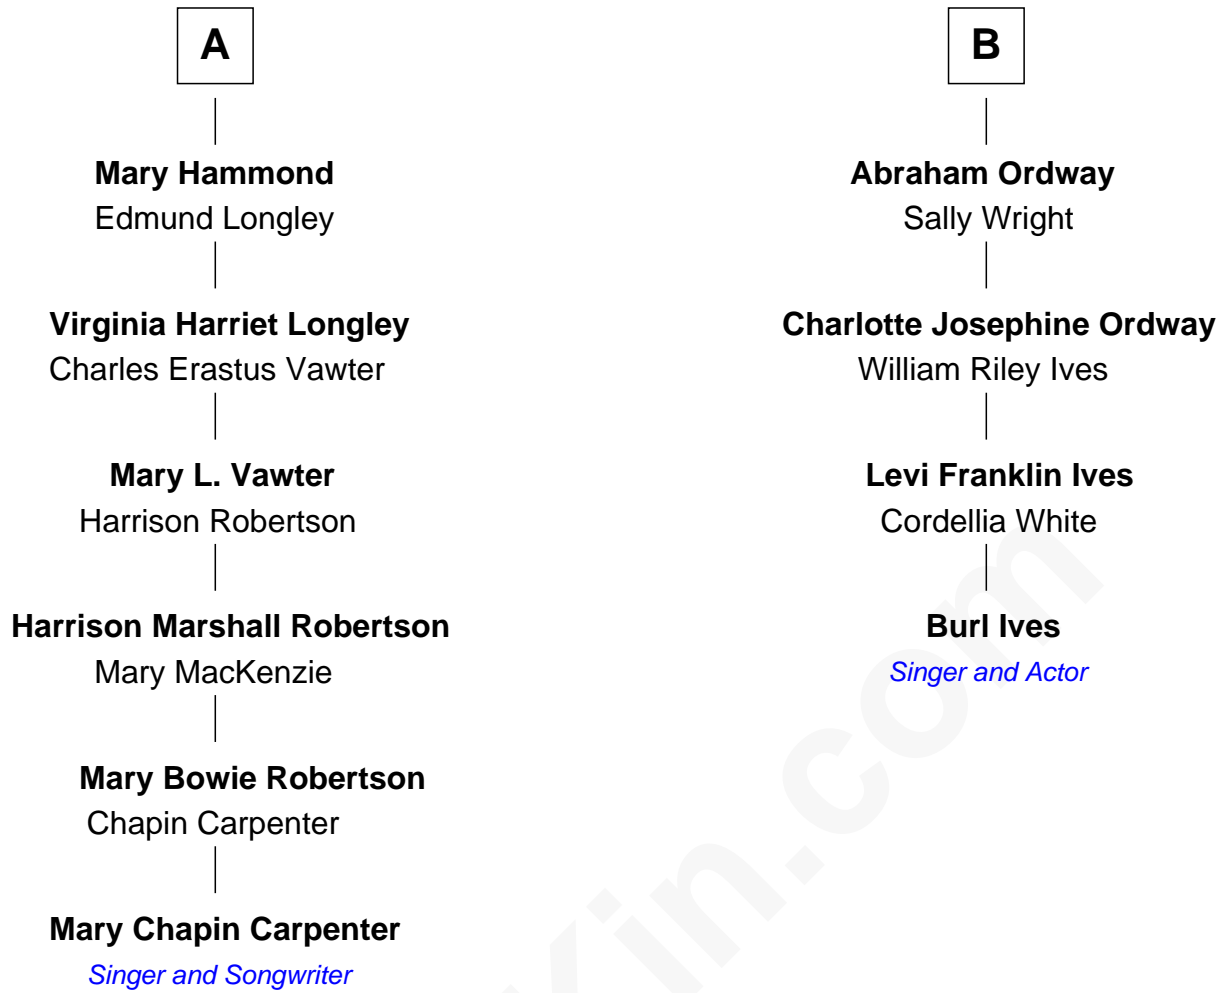 A
Mary Hammond
Edmund Longley
Virginia Harriet Longley
Charles Erastus Vawter
Mary L. Vawter
Harrison Robertson
Harrison Marshall Robertson
Mary MacKenzie
Mary Bowie Robertson
Chapin Carpenter
Mary Chapin Carpenter
Singer and Songwriter
B
Abraham Ordway
Sally Wright
Charlotte Josephine Ordway
William Riley Ives
Levi Franklin Ives
Cordellia White
Burl Ives
Singer and Actor
Kin.com